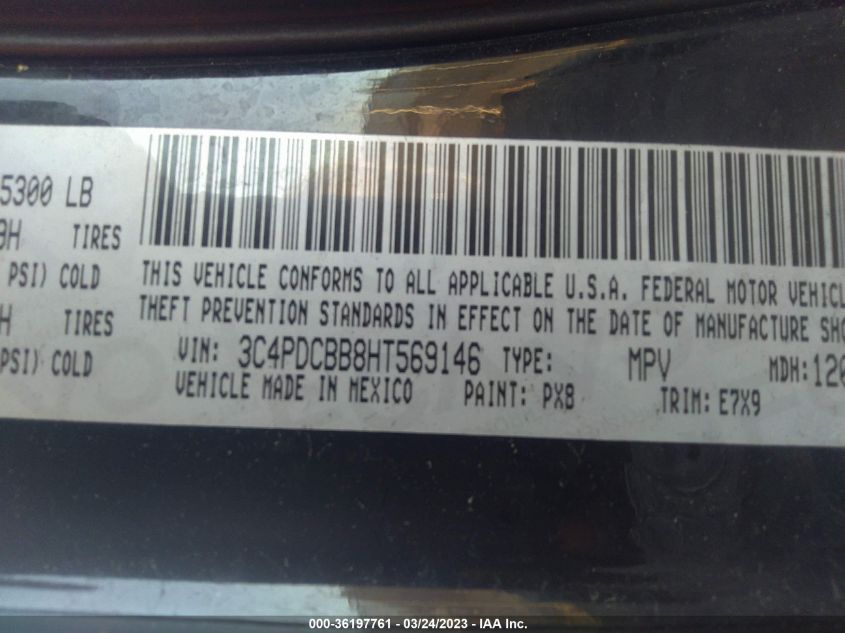 5300 LB
BH TIRES
PSI) COLD
H TIRES
PSI) COLD
THIS VEHICLE CONFORMS TO ALL APPLICABLE U.S.A. FEDERAL MOTOR VEHICL
THEFT PREVENTION STANDARDS IN EFFECT ON THE DATE OF MANUFACTURE SHO
VIN: 3C4PDCBB8HT569146 TYPE: MPV MDH: 120
VEHICLE MADE IN MEXICO PAINT: PX8 TRIM: E7X9
000-36197761 - 03/24/2023 - IAA Inc.